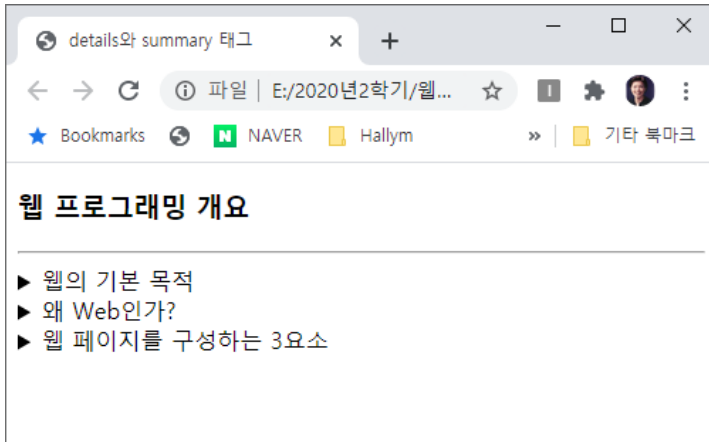 details와 summary 태그
파일 | E:/2020년2학기/웹...
Bookmarks NAVER Hallym » 기타 북마크
웹 프로그래밍 개요
▶ 웹의 기본 목적
▶ 왜 Web인가?
▶ 웹 페이지를 구성하는 3요소